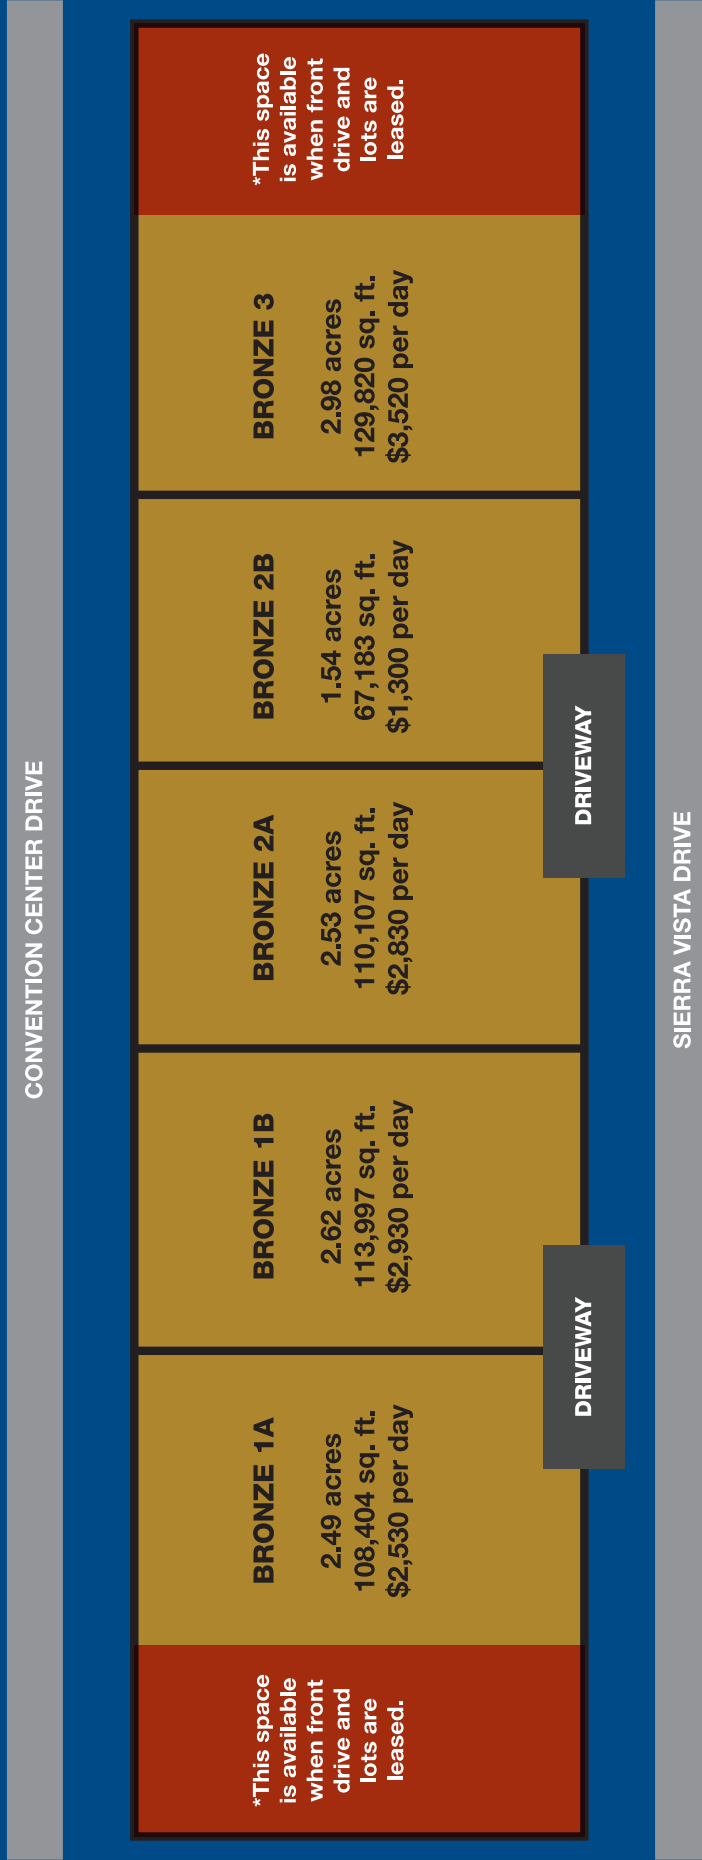 CONVENTION CENTER DRIVE
*This space
is available
when front
drive and
lots are
leased.
BRONZE 1A
2.49 acres
108,404 sq. ft.
$2,530 per day
BRONZE 1B
2.62 acres
113,997 sq. ft.
$2,930 per day
BRONZE 2A
2.53 acres
110,107 sq. ft.
$2,830 per day
BRONZE 2B
1.54 acres
67,183 sq. ft.
$1,300 per day
BRONZE 3
2.98 acres
129,820 sq. ft.
$3,520 per day
*This space
is available
when front
drive and
lots are
leased.
DRIVEWAY
DRIVEWAY
SIERRA VISTA DRIVE